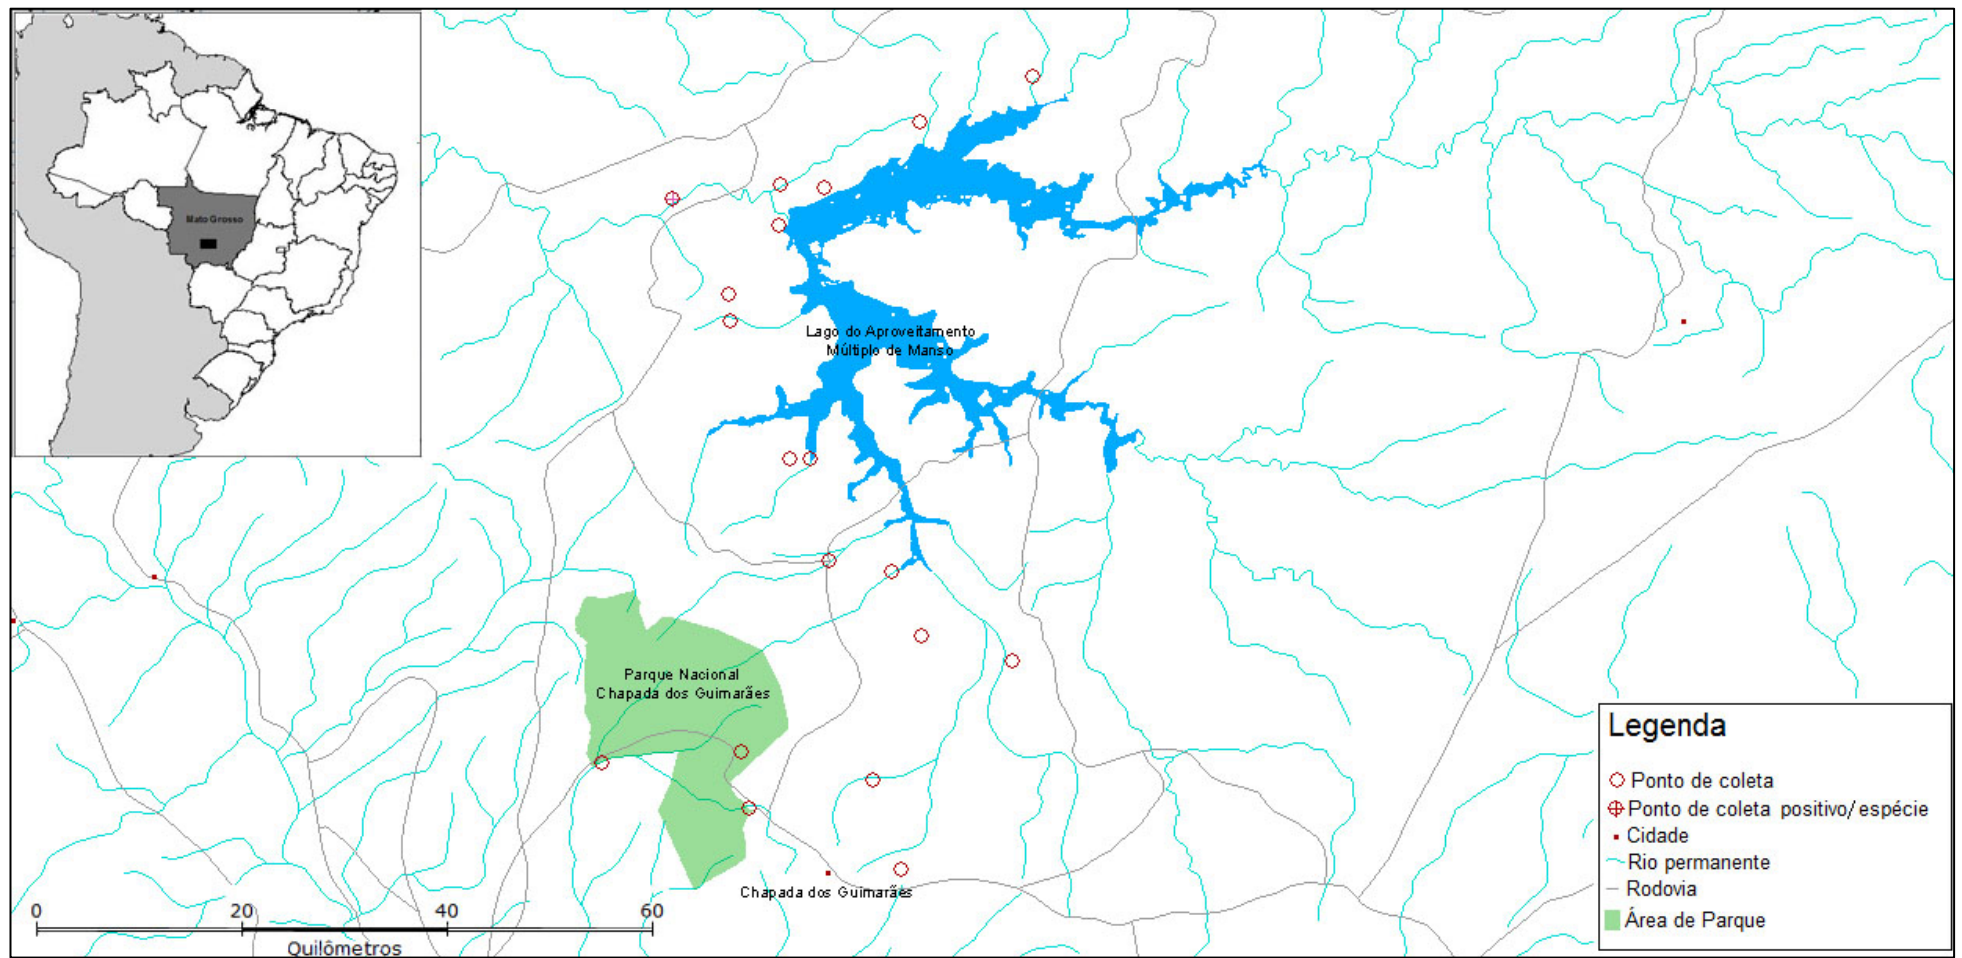 Mato Grosso
Lago do Aproveitamento
Múltiplo de Manso
Parque Nacional
Chapada dos Guimarães
Chapada dos Guimarães
0 20 40 60
Quilômetros
Legenda
Ponto de coleta
Ponto de coleta positivo/espécie
Cidade
Rio permanente
Rodovia
Área de Parque